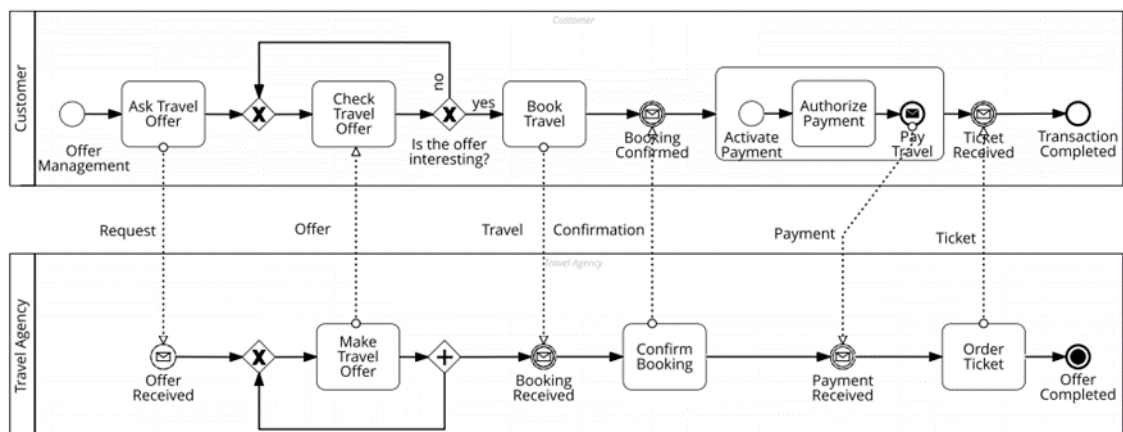 Customer
Customer
Ask Travel
Offer
Check
Travel
Offer
no
yes
Book
Travel
Authorize
Payment
Offer
Management
Is the offer
interesting?
Booking
Confirmed
Activate
Payment
Pay
Travel
Ticket
Received
Transaction
Completed
Request
Offer
Travel
Confirmation
Payment
Ticket
Travel Agency
Travel Agency
Make
Travel
Offer
Confirm
Booking
Order
Ticket
Offer
Received
Booking
Received
Payment
Received
Offer
Completed